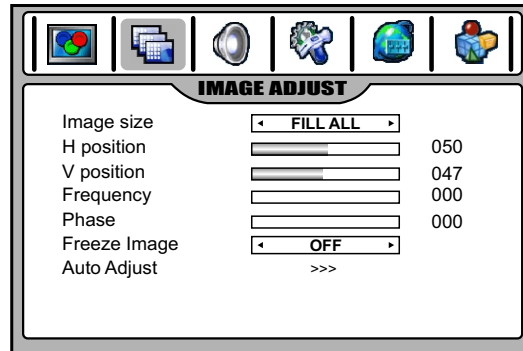 IMAGE ADJUST
Image size FILL ALL
H position 050
V position 047
Frequency 000
Phase 000
Freeze Image OFF
Auto Adjust >>>